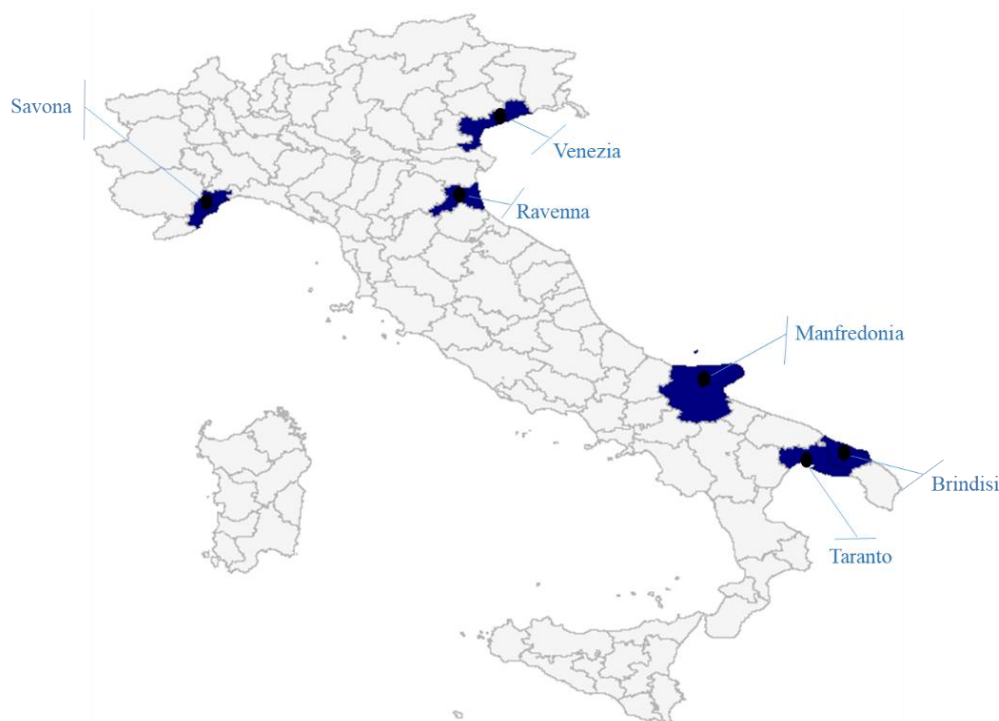 Savona
Venezia
Ravenna
Manfredonia
Brindisi
Taranto